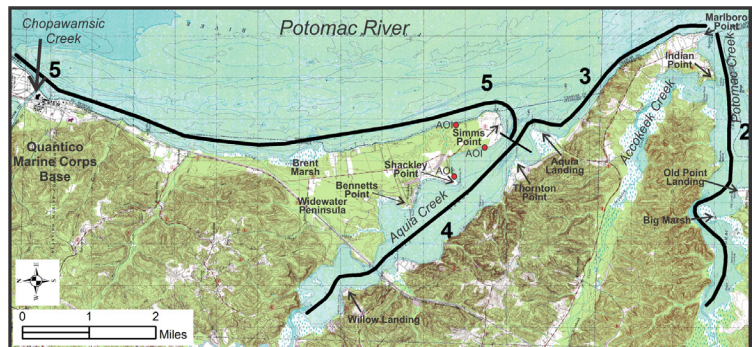 Chopawamsic
Creek
Potomac River
Marlboro
Point
5
5
3
Indian
Point
Potomac Creek
Quantico
Marine Corps
Base
AOI
Simms
Point
AOI
Accokeek Creek
2
Brent
Marsh
Shackley
Point
AOI
Aquia
Landing
Bennetts
Point
Thornton
Point
Old Point
Landing
Widewater
Peninsula
Aquia Creek
4
Big Marsh
N
E
S
W
Willow Landing
0
1
2
Miles